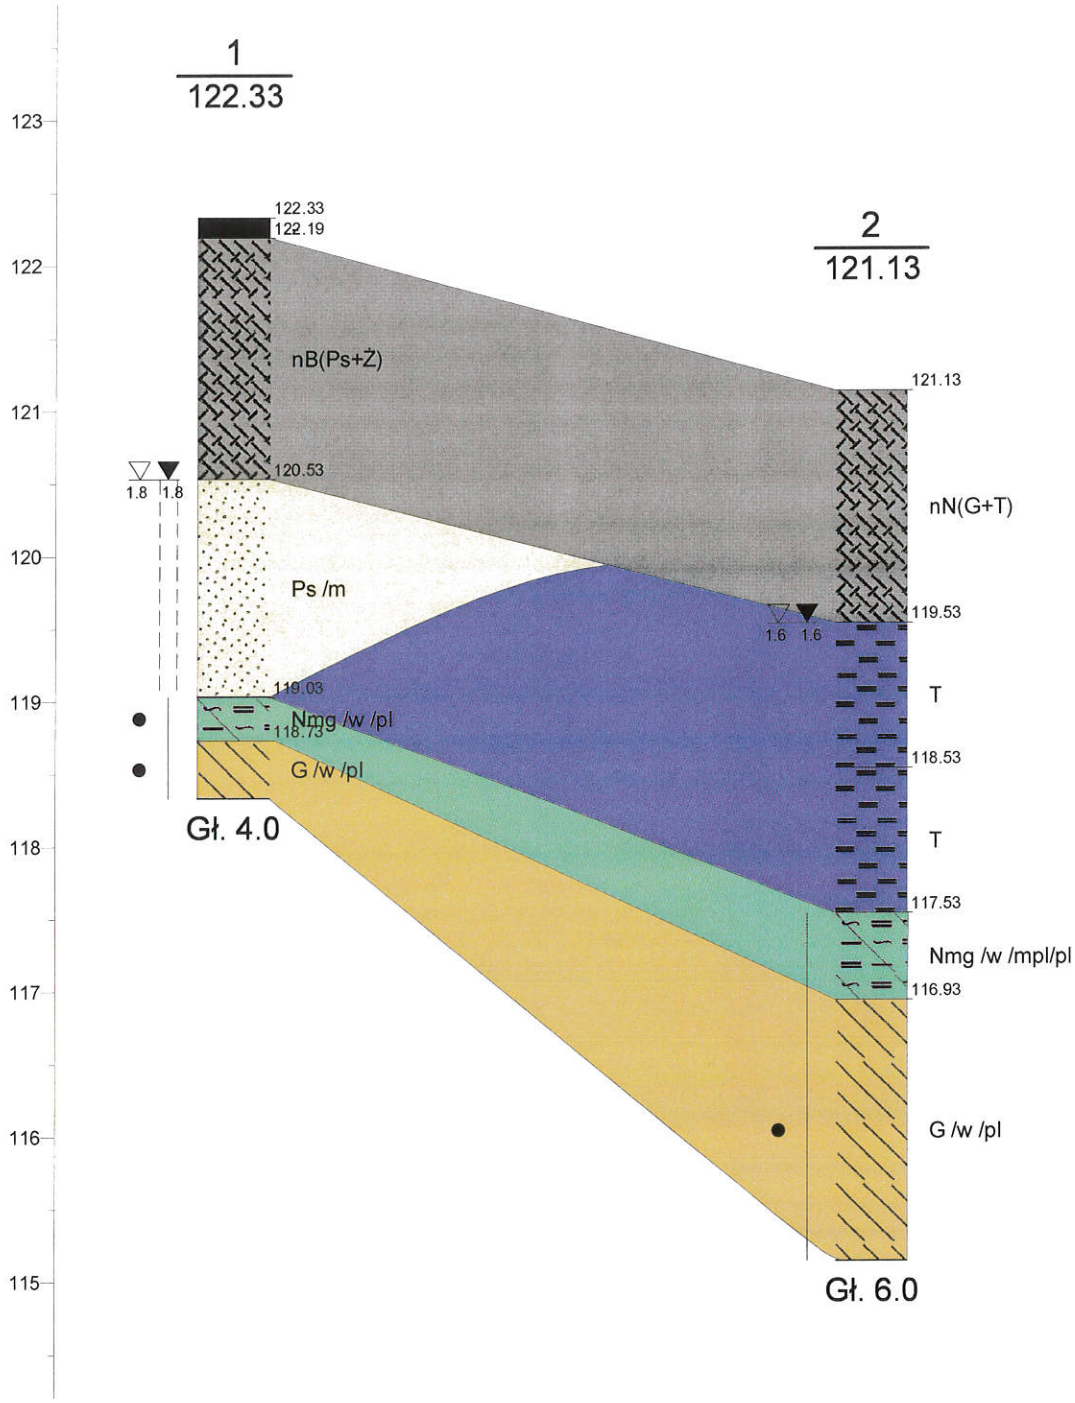 1
122.33
123
122
121
120
119
118
117
116
115
122.33
122.19
nB(Ps+Ż)
120.53
1.8 1.8
Ps /m
119.03
Nmg /w /pl
118.73
G /w /pl
Gł. 4.0
2
121.13
121.13
nN(G+T)
119.53
1.6 1.6
T
118.53
T
117.53
Nmg /w /mpl/pl
116.93
G /w /pl
Gł. 6.0